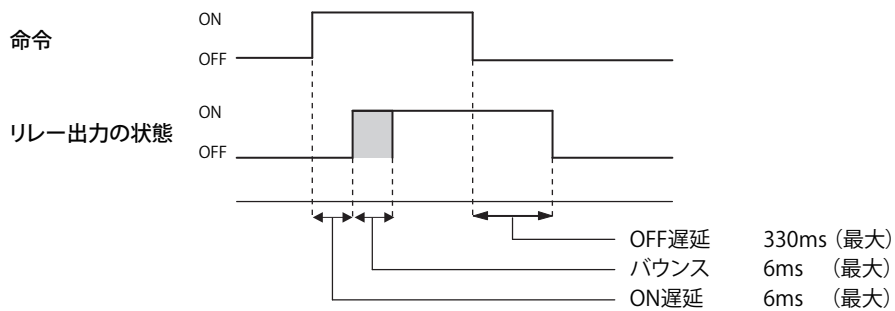 命令
ON
OFF
リレー出力の状態
ON
OFF
OFF遅延 330ms（最大）
バウンス 6ms （最大）
ON遅延 6ms （最大）